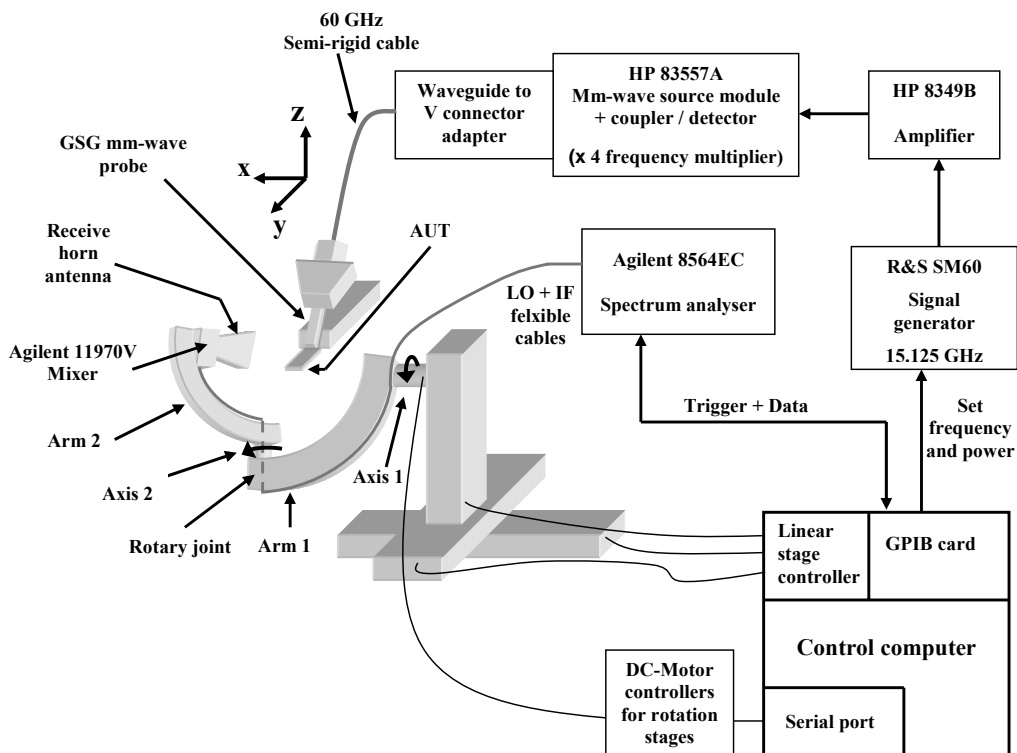 60 GHz
Semi-rigid cable
Waveguide to
V connector
adapter
HP 83557A
Mm-wave source module
+ coupler / detector
(x 4 frequency multiplier)
HP 8349B
Amplifier
GSG mm-wave
probe
z
x
y
Receive
horn
antenna
AUT
Agilent 8564EC
Spectrum analyser
LO + IF
felxible
cables
R&S SM60
Signal
generator
15.125 GHz
Agilent 11970V
Mixer
Arm 2
Axis 2
Rotary joint
Arm 1
Axis 1
Trigger + Data
Set
frequency
and power
Linear
stage
controller
GPIB card
Control computer
DC-Motor
controllers
for rotation
stages
Serial port